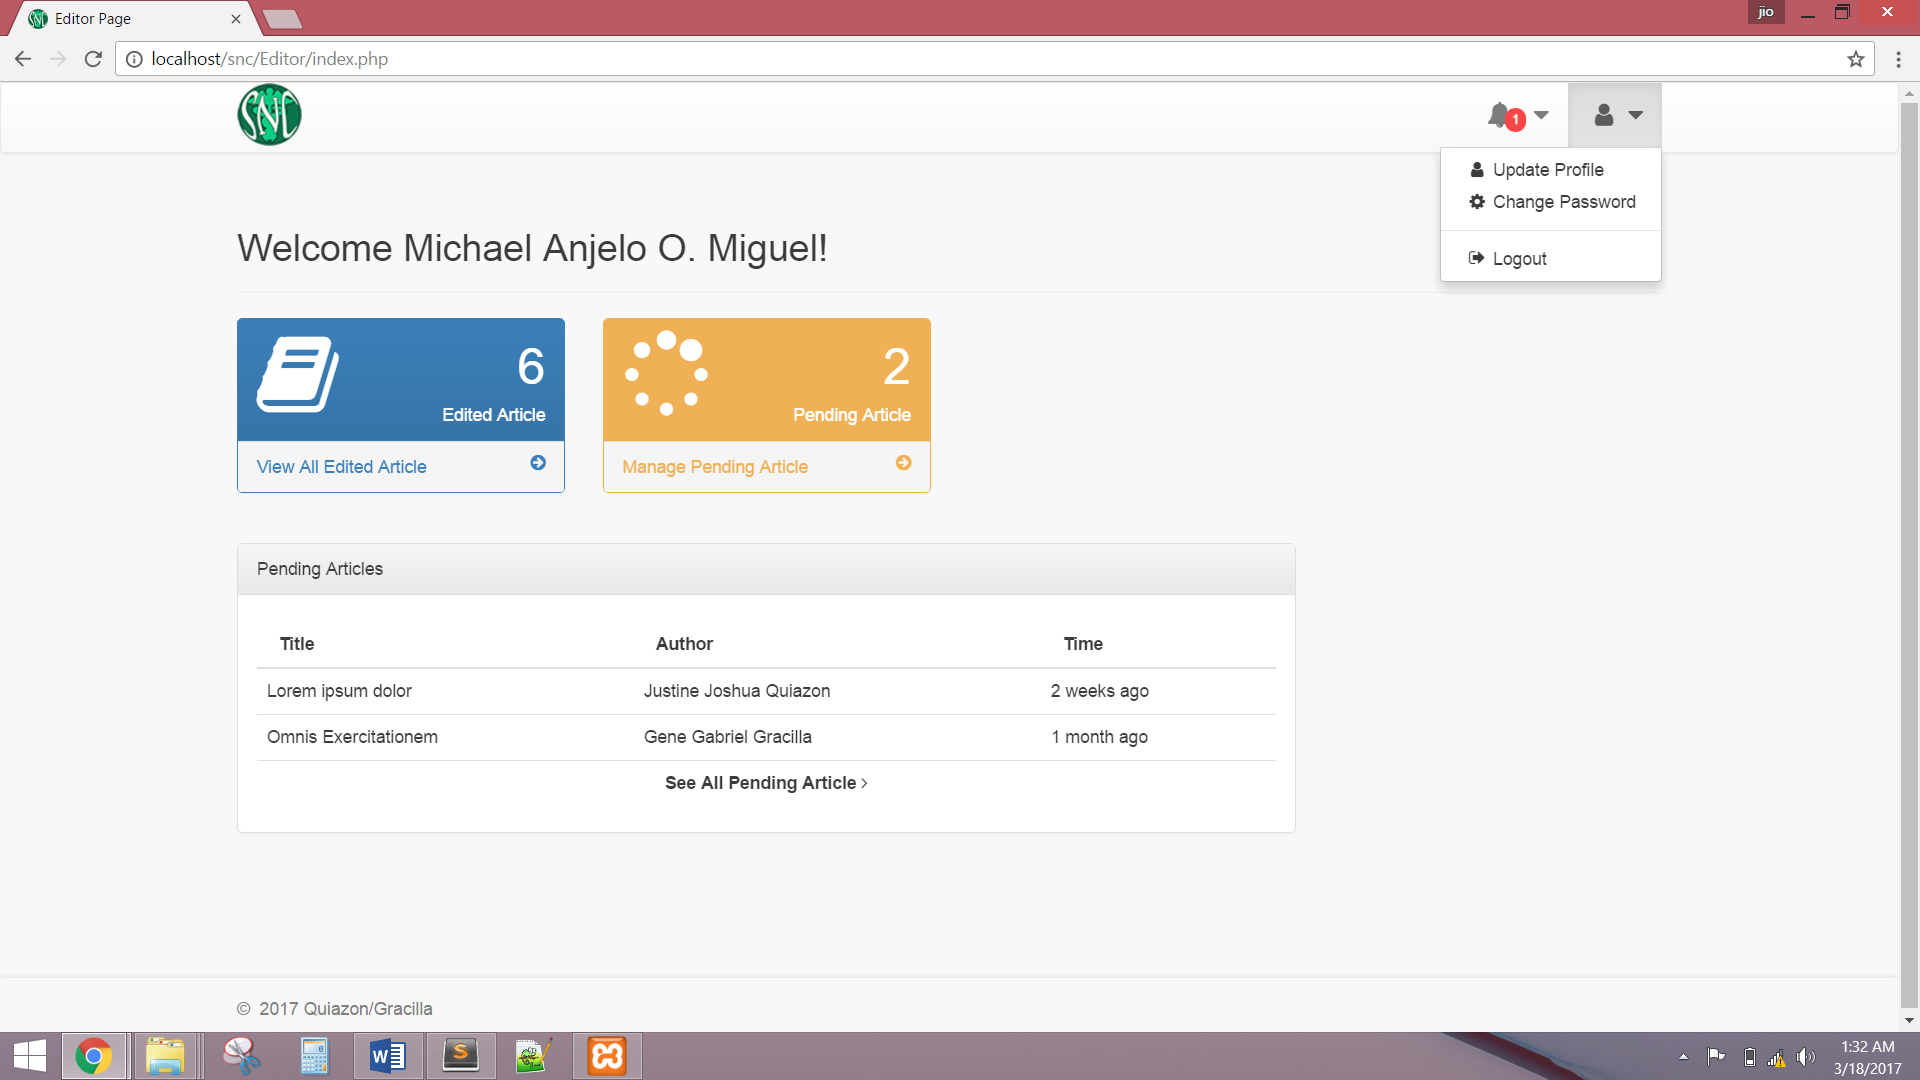 Editor Page
jio
localhost/snc/Editor/index.php
SNC
1
Update Profile
Change Password
Logout
Welcome Michael Anjelo O. Miguel!
6
Edited Article
View All Edited Article
2
Pending Article
Manage Pending Article
Pending Articles
Title Author Time
Lorem ipsum dolor Justine Joshua Quiazon 2 weeks ago
Omnis Exercitationem Gene Gabriel Gracilla 1 month ago
See All Pending Article ›
© 2017 Quiazon/Gracilla
1:32 AM
3/18/2017